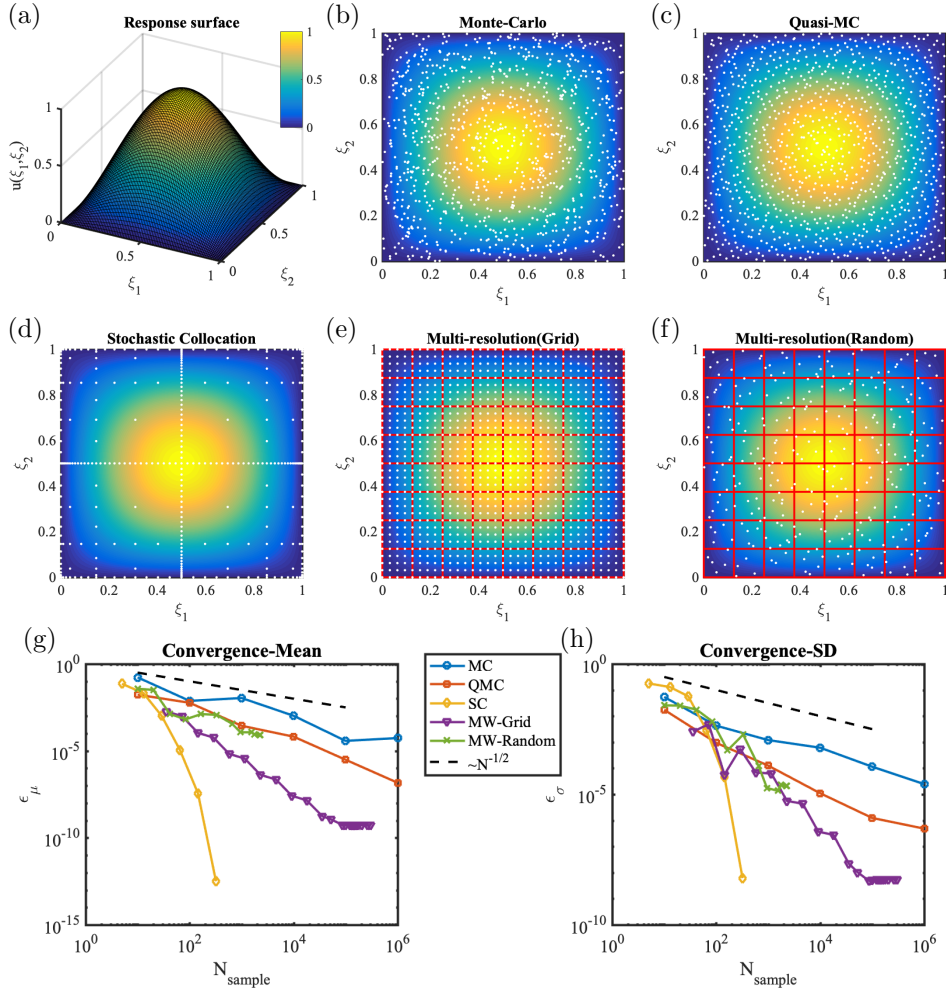 (a)
Response surface
1
0.5
0
u(ξ1,ξ2)
1
0.5
0
0
0.5
1
ξ1
0
0.5
1
ξ2
(b)
Monte-Carlo
1
0.8
0.6
0.4
0.2
0
ξ2
0 0.2 0.4 0.6 0.8 1
ξ1
(c)
Quasi-MC
1
0.8
0.6
0.4
0.2
0
ξ2
0 0.2 0.4 0.6 0.8 1
ξ1
(d)
Stochastic Collocation
1
0.8
0.6
0.4
0.2
0
ξ2
0 0.2 0.4 0.6 0.8 1
ξ1
(e)
Multi-resolution(Grid)
1
0.8
0.6
0.4
0.2
0
ξ2
0 0.2 0.4 0.6 0.8 1
ξ1
(f)
Multi-resolution(Random)
1
0.8
0.6
0.4
0.2
0
ξ2
0 0.2 0.4 0.6 0.8 1
ξ1
(g)
Convergence-Mean
10^0
10^-5
10^-10
10^-15
ϵμ
10^0 10^2 10^4 10^6
Nsample
MC
QMC
SC
MW-Grid
MW-Random
~N^-1/2
(h)
Convergence-SD
10^0
10^-5
10^-10
ϵσ
10^0 10^2 10^4 10^6
Nsample